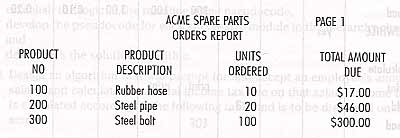 ACME SPARE PARTS PAGE 1
ORDERS REPORT
PRODUCT PRODUCT UNITS TOTAL AMOUNT
NO DESCRIPTION ORDERED DUE
100 Rubber hose 10 $17.00
200 Steel pipe 20 $46.00
300 Steel bolt 100 $300.00